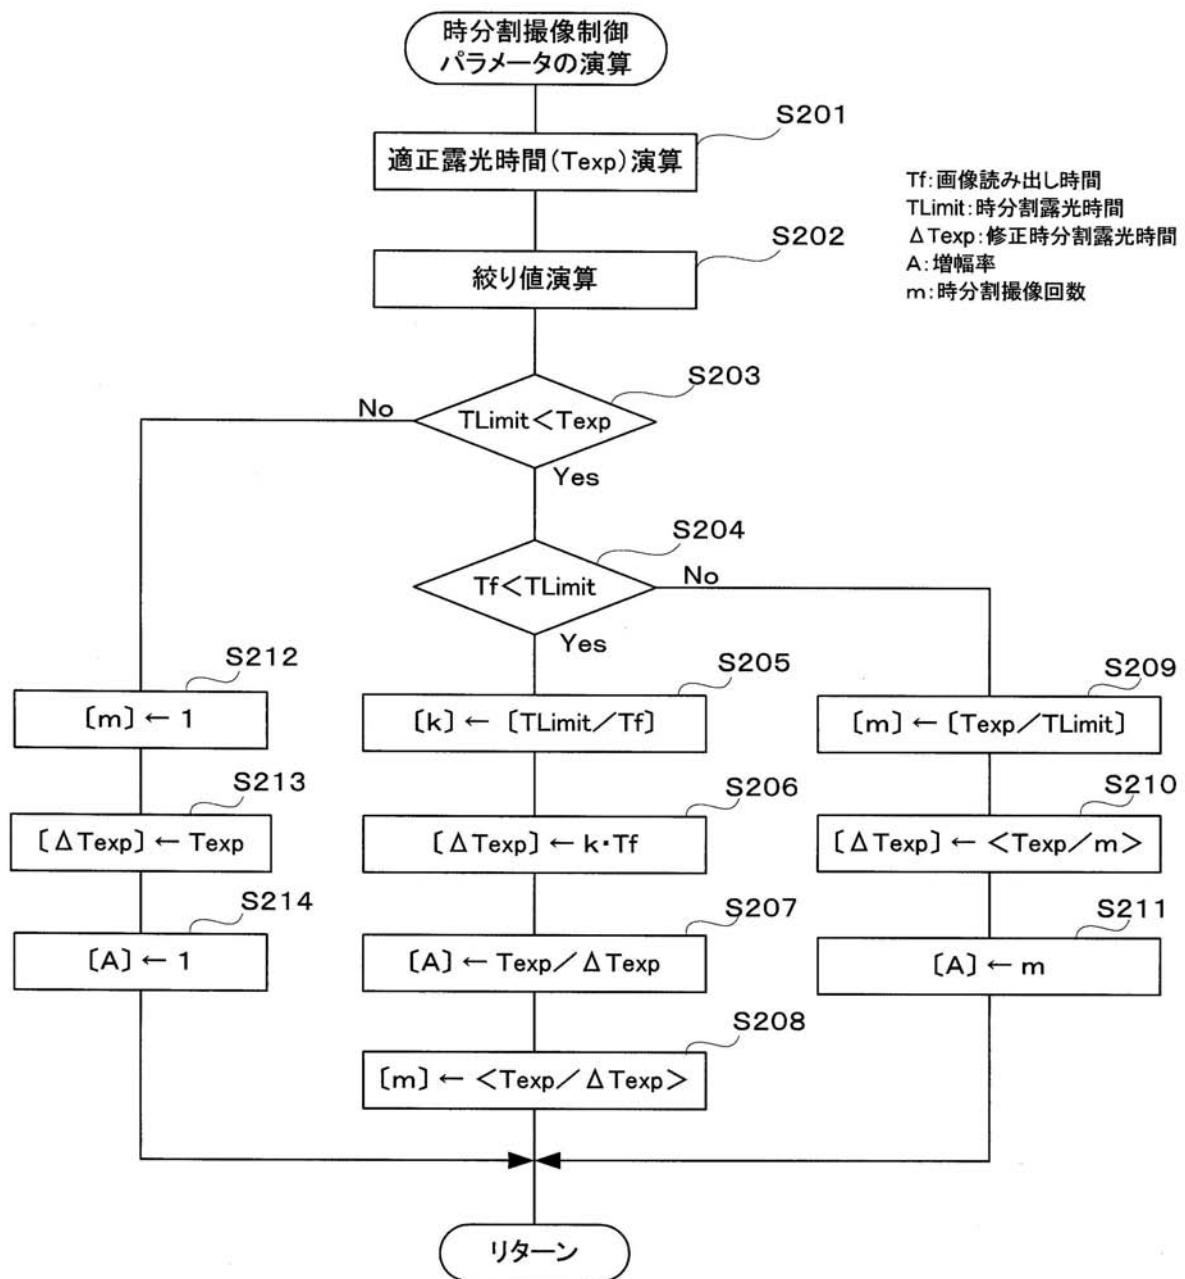 時分割撮像制御
パラメータの演算
S201
適正露光時間(Texp)演算
Tf:画像読み出し時間
TLimit:時分割露光時間
ΔTexp:修正時分割露光時間
A:増幅率
m:時分割撮像回数
S202
絞り値演算
S203
No
TLimit<Texp
Yes
S204
Tf<TLimit
No
Yes
S212
〔m〕← 1
S205
〔k〕←〔TLimit/Tf〕
S209
〔m〕←〔Texp/TLimit〕
S213
〔ΔTexp〕← Texp
S206
〔ΔTexp〕← k・Tf
S210
〔ΔTexp〕← <Texp/m>
S214
〔A〕← 1
S207
〔A〕← Texp/ΔTexp
S211
〔A〕← m
S208
〔m〕← <Texp/ΔTexp>
リターン